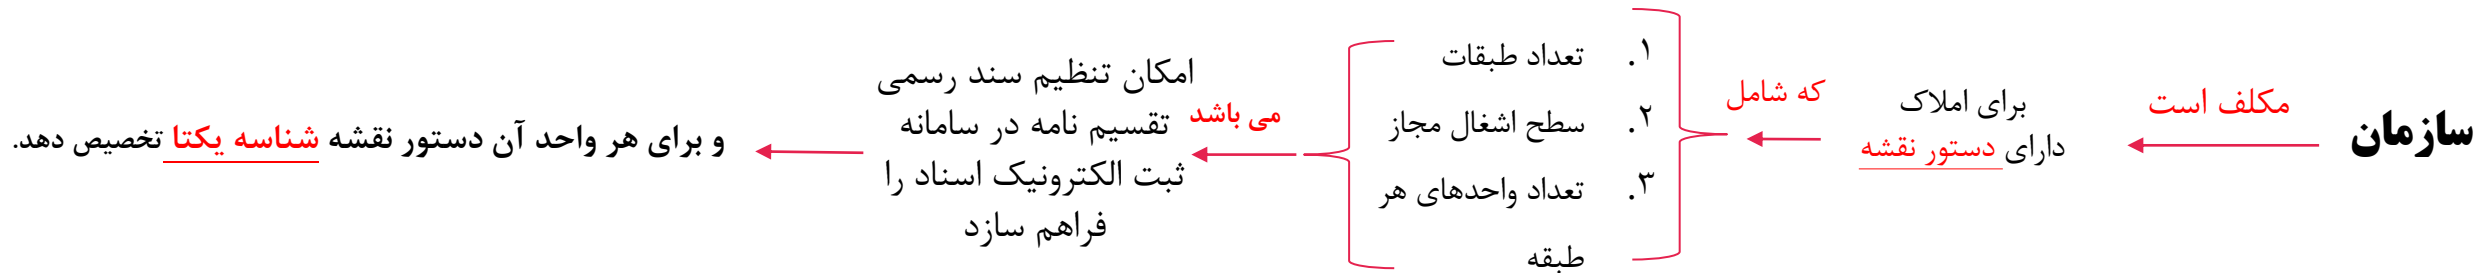 سازمان
مکلف است
برای املاک
دارای دستور نقشه
که شامل
۱. تعداد طبقات
۲. سطح اشغال مجاز
۳. تعداد واحدهای هر
طبقه
می باشد
امکان تنظیم سند رسمی
تقسیم نامه در سامانه
ثبت الکترونیک اسناد را
فراهم سازد
و برای هر واحد آن دستور نقشه شناسه یکتا تخصیص دهد.